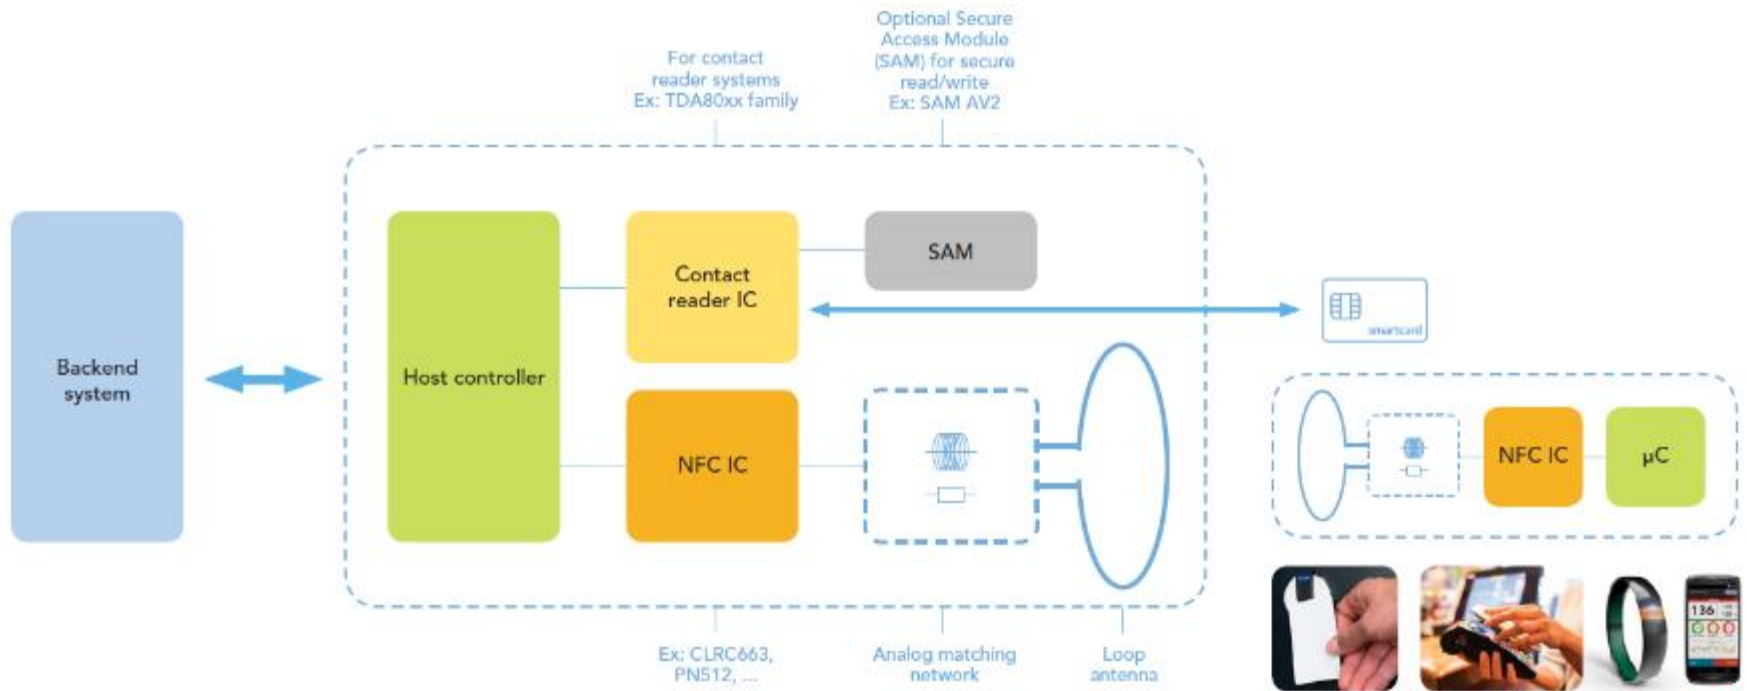 Optional Secure
Access Module
(SAM) for secure
read/write
Ex: SAM AV2
For contact
reader systems
Ex: TDA80xx family
Backend
system
Host controller
Contact
reader IC
SAM
NFC IC
smartcard
NFC IC
µC
136
Ex: CLRC663,
PN512, ...
Analog matching
network
Loop
antenna